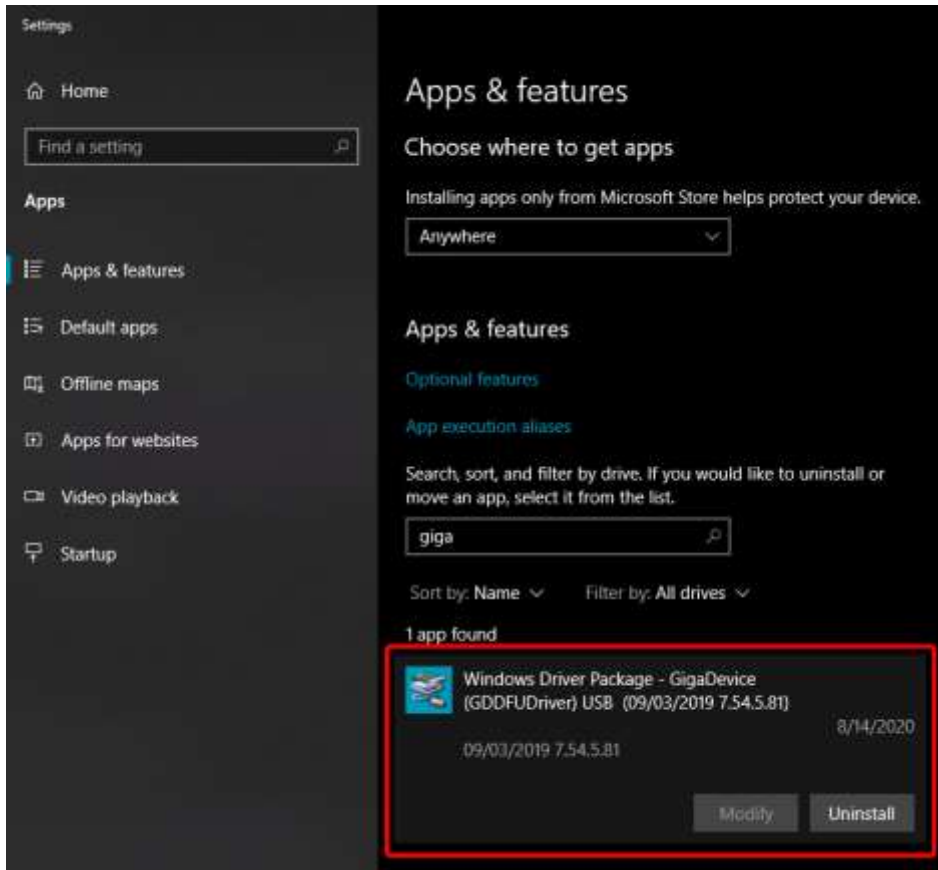 Settings
Home
Find a setting
Apps
Apps & features
Default apps
Offline maps
Apps for websites
Video playback
Startup
Apps & features
Choose where to get apps
Installing apps only from Microsoft Store helps protect your device.
Anywhere
Apps & features
Optional features
App execution aliases
Search, sort, and filter by drive. If you would like to uninstall or
move an app, select it from the list.
giga
Sort by: Name Filter by: All drives
1 app found
Windows Driver Package - GigaDevice
(GDDFUDriver) USB (09/03/2019 7.54.5.81)
8/14/2020
09/03/2019 7.54.5.81
Modify Uninstall